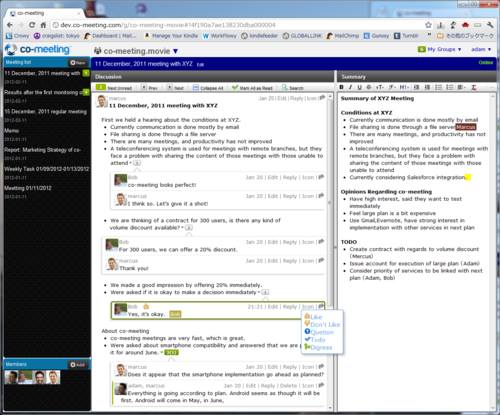 co-meeting
dev.co-meeting.com/g/co-meeting-movie#14f190a7ae138230dba000004
Crowy craigslist: tokyo Manage Your Macros Workflowy kindlefeeder GLOBALLINK MailChimp Gunosy Tumblr その他のブックマーク
co-meeting co-meeting.movie My Groups adam
Meeting list New
11 December, 2011 meeting with XYZ Edit Online
11 December, 2011 meeting with
2012-01-11
Results after the first monitoring
2012-01-11
15 December, 2011 regular meeting
2012-01-11
Memo
2012-01-11
Report: Marketing Strategy of co-
2012-01-11
Weekly Task 01/09/2012-01/13/2012
2012-01-11
Meeting 01/11/2012
2012-01-11
Members Add
Discussion
Next Unread Prev Next Collapse All Mark All as Read Search
marcus Jan 20 | Edit | Reply | Icon
11 December, 2011 meeting with XYZ
First we held a hearing about the conditions at XYZ.
• Currently communication is done mostly by email
• File sharing is done through a file server
• There are many meetings, and productivity has not improved
• A teleconferencing system is used for meetings with remote branches, but they face a problem with sharing the content of those meetings with those unable to attend
Bob Jan 20 | Edit | Reply | Icon
co-meeting looks perfect!
marcus Jan 20 | Edit | Reply | Icon
I think so. Let's give it a shot!
• We are thinking of a contract for 300 users, is there any kind of
volume discount available?
Bob Jan 20 | Edit | Reply | Icon
For 300 users, we can offer a 20% discount.
marcus Jan 20 | Edit | Reply | Icon
Thank you!
• We made a good impression by offering 20% immediately.
• Were asked if it is okay to make a decision immediately
Bob 21:21 | Edit | Reply | Icon
Yes, it's okay. Bob
Like
Don't Like
Question
Todo
Digress
About co-meeting
• co-meeting meetings are very fast, which is great.
• Were asked about smartphone compatibility and answered that we are
it for around June. XYZ
marcus Jan 20 | Edit | Reply | Icon
Does it appear that the smartphone implementation go ahead as planned?
adam, marcus Jan 20 | Edit | Reply | Delete | Icon
Everything is going according to plan. Android seems as though it will be
first. Android will come in May, in June,
Summary
Summary of XYZ Meeting
Conditions at XYZ
• Currently communication is done mostly by email
• File sharing is done through a file server Marcus
• There are many meetings, and productivity has not
improved
• A teleconferencing system is used for meetings with
remote branches, but they face a problem with
sharing the content of those meetings with those
unable to attend
• Currently considering Salesforce integration.
Opinions Regarding co-meeting
• Have high interest, said they want to test
immediately
• Feel large plan is a bit expensive
• Use Gmail,Evernote, have strong interest in
implementation with other services in next plan
TODO
• Create contract with regards to volume discount
(Mercus)
• Issue account for execution of large plan (Adam)
• Consider priority of services to be linked with next
plan (Adam, Bob)